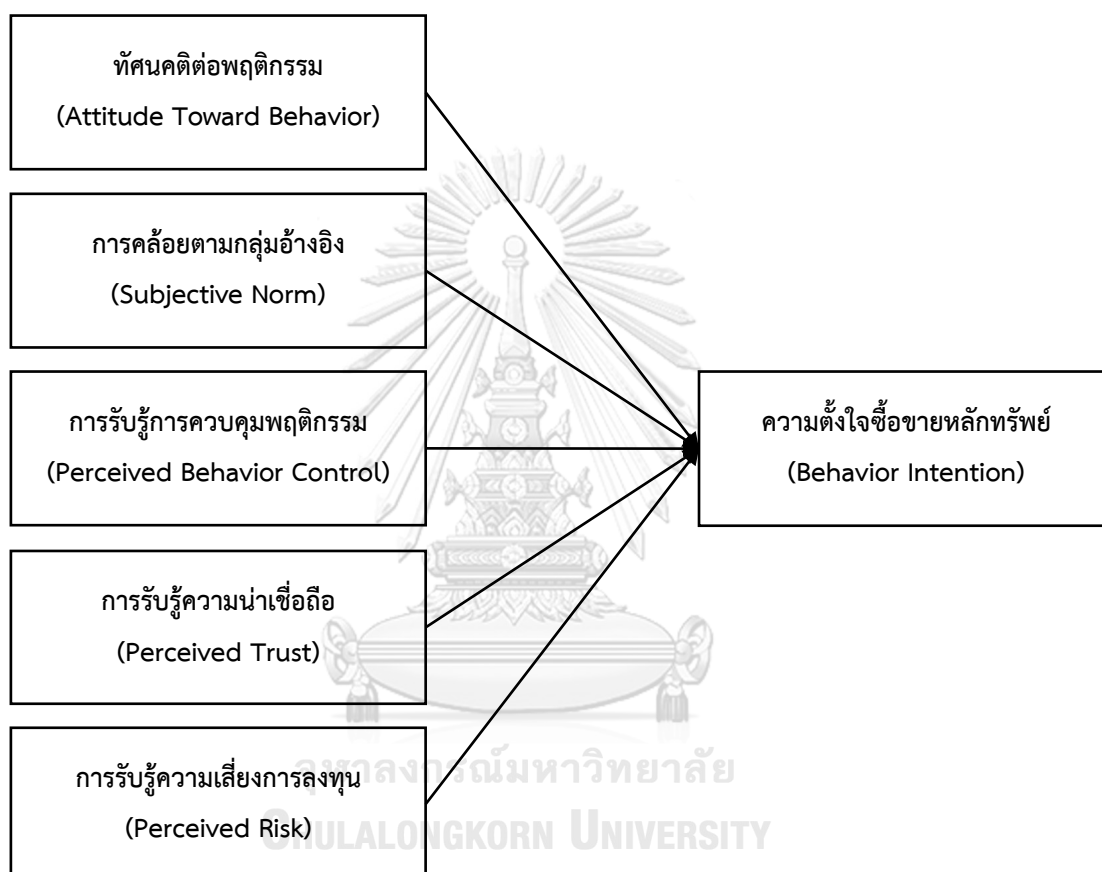 ทัศนคติต่อพฤติกรรม
(Attitude Toward Behavior)
การคล้อยตามกลุ่มอ้างอิง
(Subjective Norm)
การรับรู้การควบคุมพฤติกรรม
(Perceived Behavior Control)
ความตั้งใจซื้อขายหลักทรัพย์
(Behavior Intention)
การรับรู้ความน่าเชื่อถือ
(Perceived Trust)
การรับรู้ความเสี่ยงการลงทุน
(Perceived Risk)
จุฬาลงกรณ์มหาวิทยาลัย
CHULALONGKORN UNIVERSITY